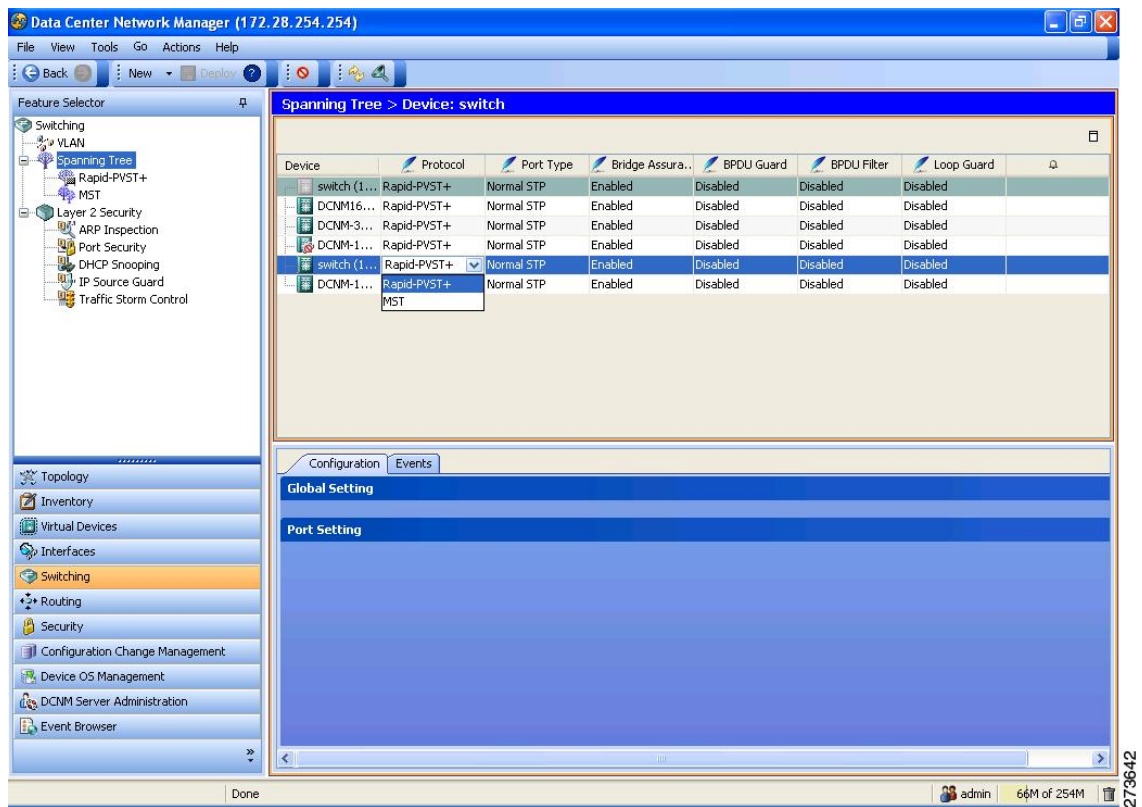 Data Center Network Manager (172.28.254.254)
File View Tools Go Actions Help
Back New Deploy ?
Feature Selector
Switching
VLAN
Spanning Tree
Rapid-PVST+
MST
Layer 2 Security
ARP Inspection
Port Security
DHCP Snooping
IP Source Guard
Traffic Storm Control
Topology
Inventory
Virtual Devices
Interfaces
Switching
Routing
Security
Configuration Change Management
Device OS Management
DCNM Server Administration
Event Browser
Spanning Tree > Device: switch
Device Protocol Port Type Bridge Assura.. BPDU Guard BPDU Filter Loop Guard
switch (1... Rapid-PVST+ Normal STP Enabled Disabled Disabled Disabled
DCNM16... Rapid-PVST+ Normal STP Enabled Disabled Disabled Disabled
DCNM-3... Rapid-PVST+ Normal STP Enabled Disabled Disabled Disabled
DCNM-1... Rapid-PVST+ Normal STP Enabled Disabled Disabled Disabled
switch (1... Rapid-PVST+ Normal STP Enabled Disabled Disabled Disabled
DCNM-1... Rapid-PVST+ Normal STP Enabled Disabled Disabled Disabled
MST
Configuration Events
Global Setting
Port Setting
Done admin 66M of 254M
273642